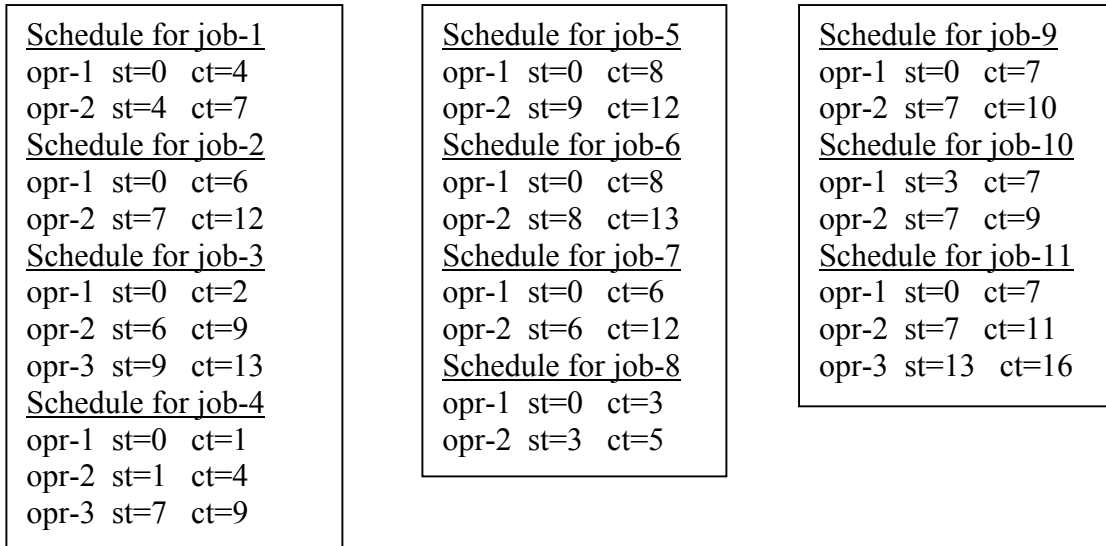 Schedule for job-1
opr-1 st=0 ct=4
opr-2 st=4 ct=7
Schedule for job-2
opr-1 st=0 ct=6
opr-2 st=7 ct=12
Schedule for job-3
opr-1 st=0 ct=2
opr-2 st=6 ct=9
opr-3 st=9 ct=13
Schedule for job-4
opr-1 st=0 ct=1
opr-2 st=1 ct=4
opr-3 st=7 ct=9
Schedule for job-5
opr-1 st=0 ct=8
opr-2 st=9 ct=12
Schedule for job-6
opr-1 st=0 ct=8
opr-2 st=8 ct=13
Schedule for job-7
opr-1 st=0 ct=6
opr-2 st=6 ct=12
Schedule for job-8
opr-1 st=0 ct=3
opr-2 st=3 ct=5
Schedule for job-9
opr-1 st=0 ct=7
opr-2 st=7 ct=10
Schedule for job-10
opr-1 st=3 ct=7
opr-2 st=7 ct=9
Schedule for job-11
opr-1 st=0 ct=7
opr-2 st=7 ct=11
opr-3 st=13 ct=16